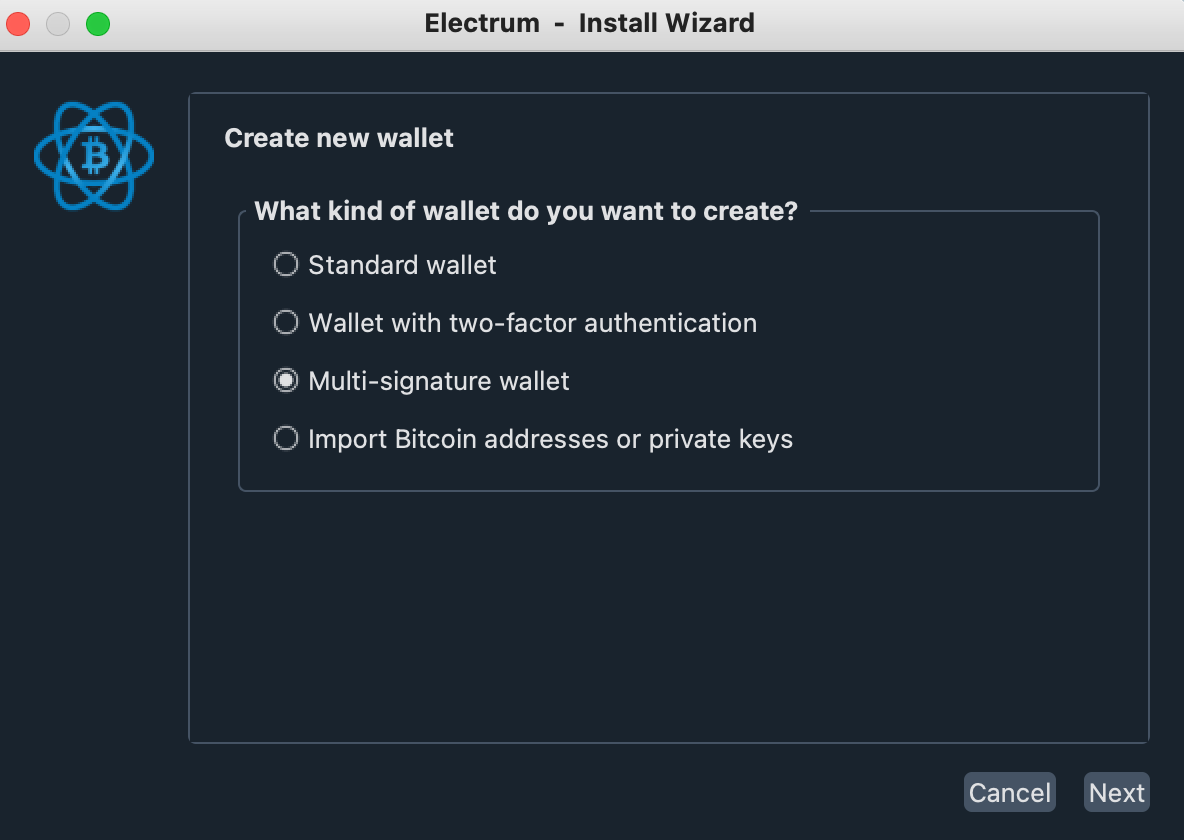 Electrum - Install Wizard
Create new wallet
What kind of wallet do you want to create?
Standard wallet
Wallet with two-factor authentication
Multi-signature wallet
Import Bitcoin addresses or private keys
Cancel
Next